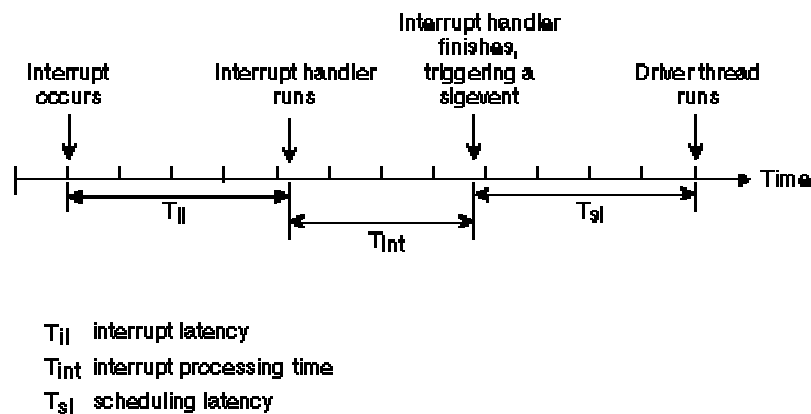 Interrupt
occurs
Interrupt handler
runs
Interrupt handler
finishes,
triggering a
sigevent
Driver thread
runs
Time
Til
Tint
Tsl
Til interrupt latency
Tint interrupt processing time
Tsl scheduling latency